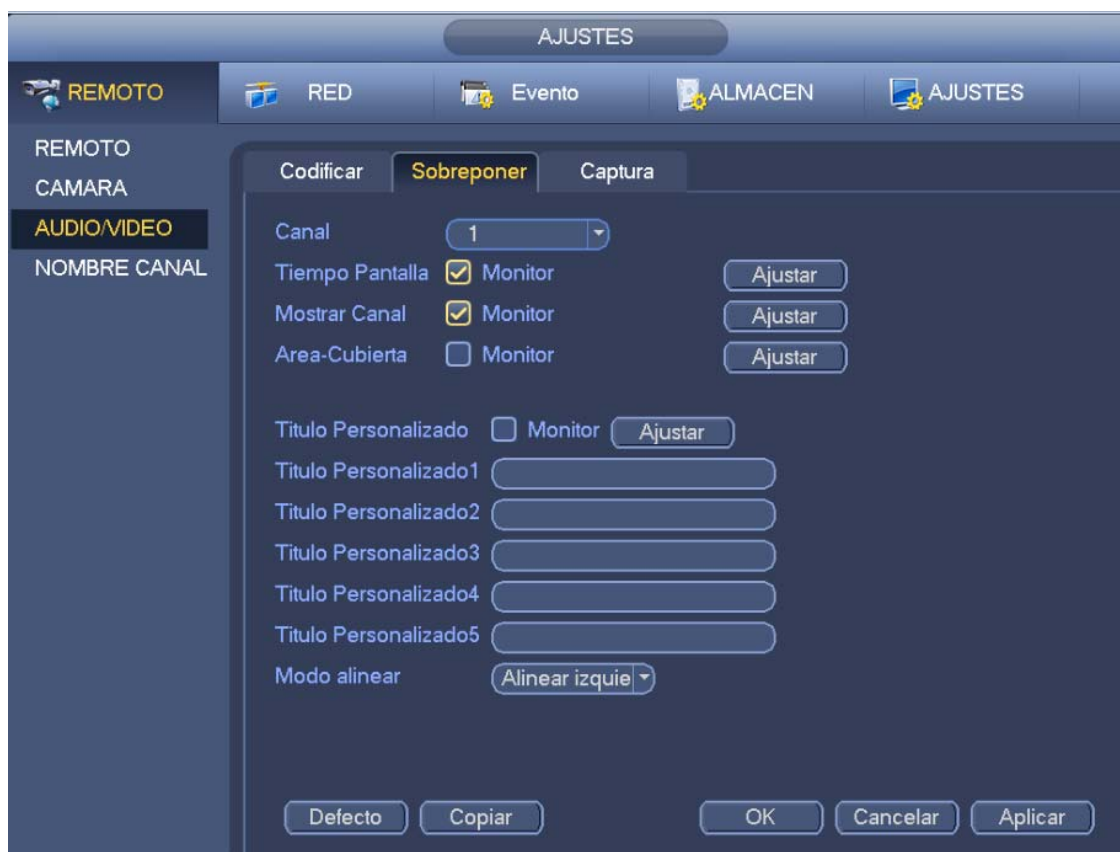 AJUSTES
REMOTO RED Evento ALMACEN AJUSTES
REMOTO
CAMARA
AUDIO/VIDEO
NOMBRE CANAL
Codificar Sobreponer Captura
Canal 1
Tiempo Pantalla Monitor Ajustar
Mostrar Canal Monitor Ajustar
Area-Cubierta Monitor Ajustar
Titulo Personalizado Monitor Ajustar
Titulo Personalizado1
Titulo Personalizado2
Titulo Personalizado3
Titulo Personalizado4
Titulo Personalizado5
Modo alinear Alinear izquie
Defecto Copiar OK Cancelar Aplicar